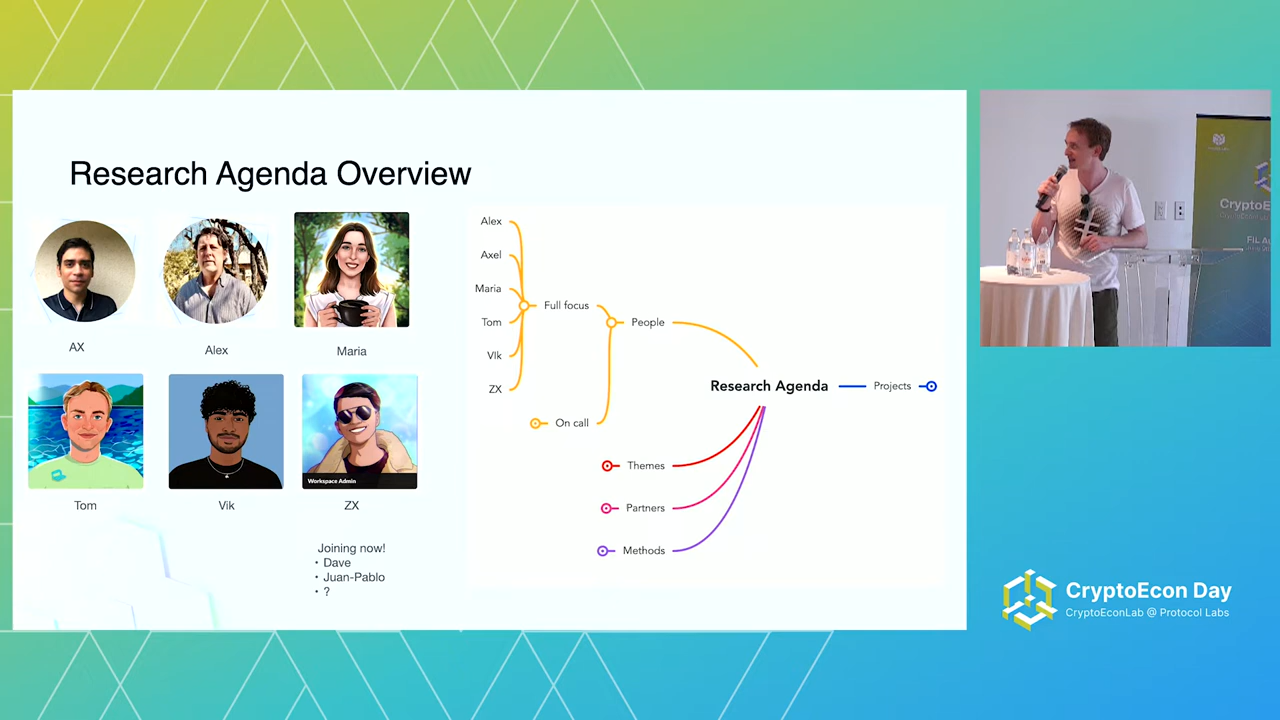 Research Agenda Overview
AX
Alex
Maria
Tom
Vik
Workspace Admin
ZX
Joining now!
• Dave
• Juan-Pablo
• ?
Alex
Axel
Maria
Tom
VIk
ZX
Full focus
On call
People
Themes
Partners
Methods
Research Agenda
Projects
CryptoEcon Day
CryptoEconLab @ Protocol Labs